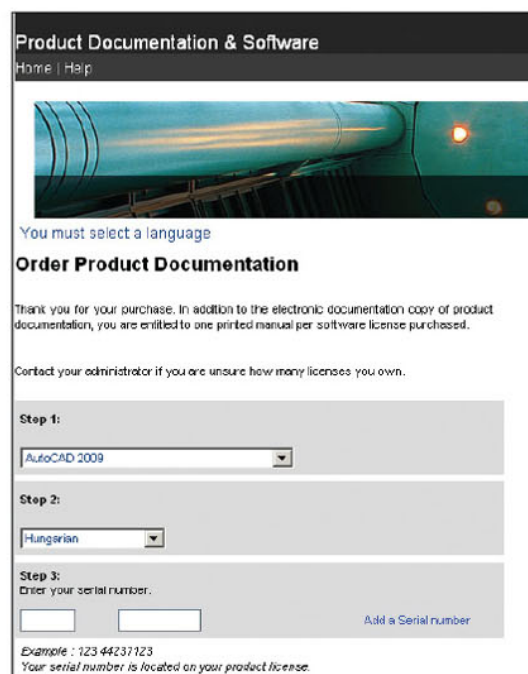 Product Documentation & Software
Home | Help
You must select a language
Order Product Documentation
Thank you for your purchase. In addition to the electronic documentation copy of product
documentation, you are entitled to one printed manual per software license purchased.
Contact your administrator if you are unsure how many licenses you own.
Step 1:
AutoCAD 2009
Step 2:
Hungarian
Step 3:
Enter your serial number.
Add a Serial number
Example : 123 44237123
Your serial number is located on your product license.